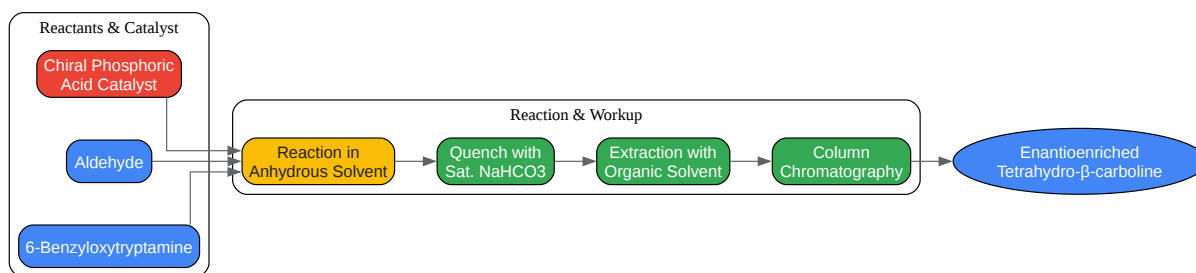 Reactants & Catalyst
Chiral Phosphoric
Acid Catalyst
Aldehyde
6-Benzyloxytryptamine
Reaction & Workup
Reaction in
Anhydrous Solvent
Quench with
Sat. NaHCO3
Extraction with
Organic Solvent
Column
Chromatography
Enantioenriched
Tetrahydro-β-carboline